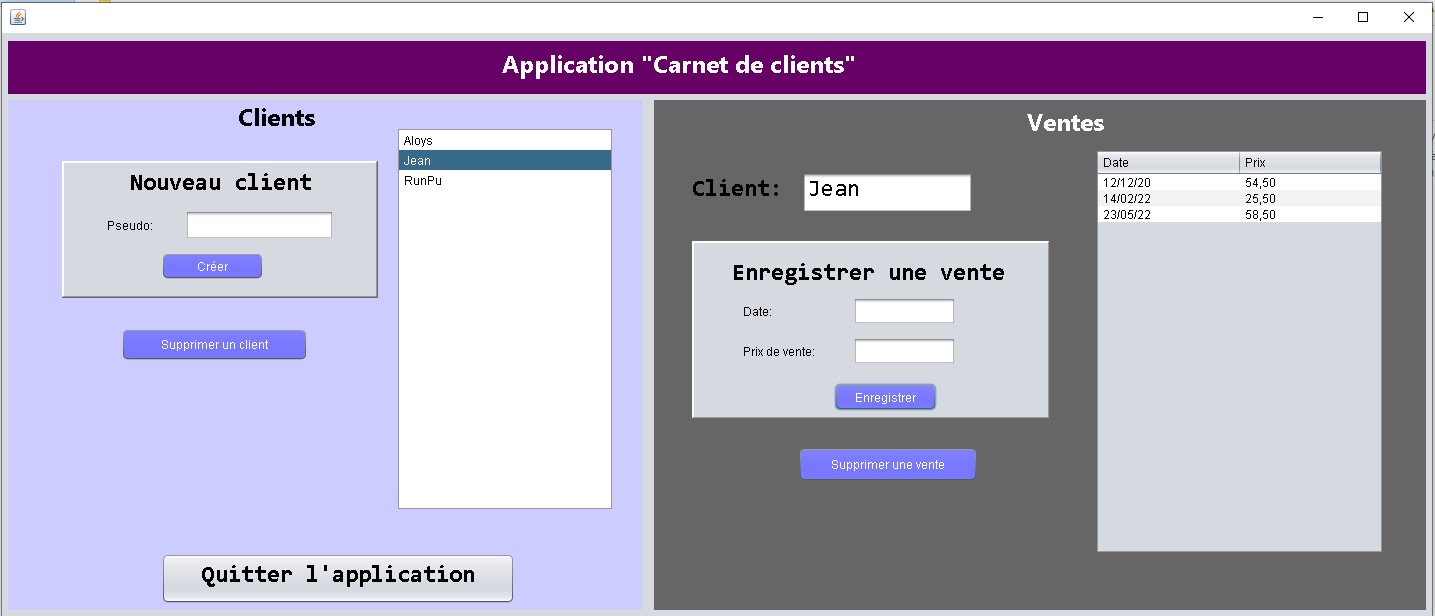 Application "Carnet de clients"
Clients
Nouveau client
Pseudo:
Créer
Supprimer un client
Aloys
Jean
RunPu
Quitter l'application
Ventes
Client: Jean
Enregistrer une vente
Date:
Prix de vente:
Enregistrer
Supprimer une vente
Date Prix
12/12/20 54,50
14/02/22 25,50
23/05/22 58,50